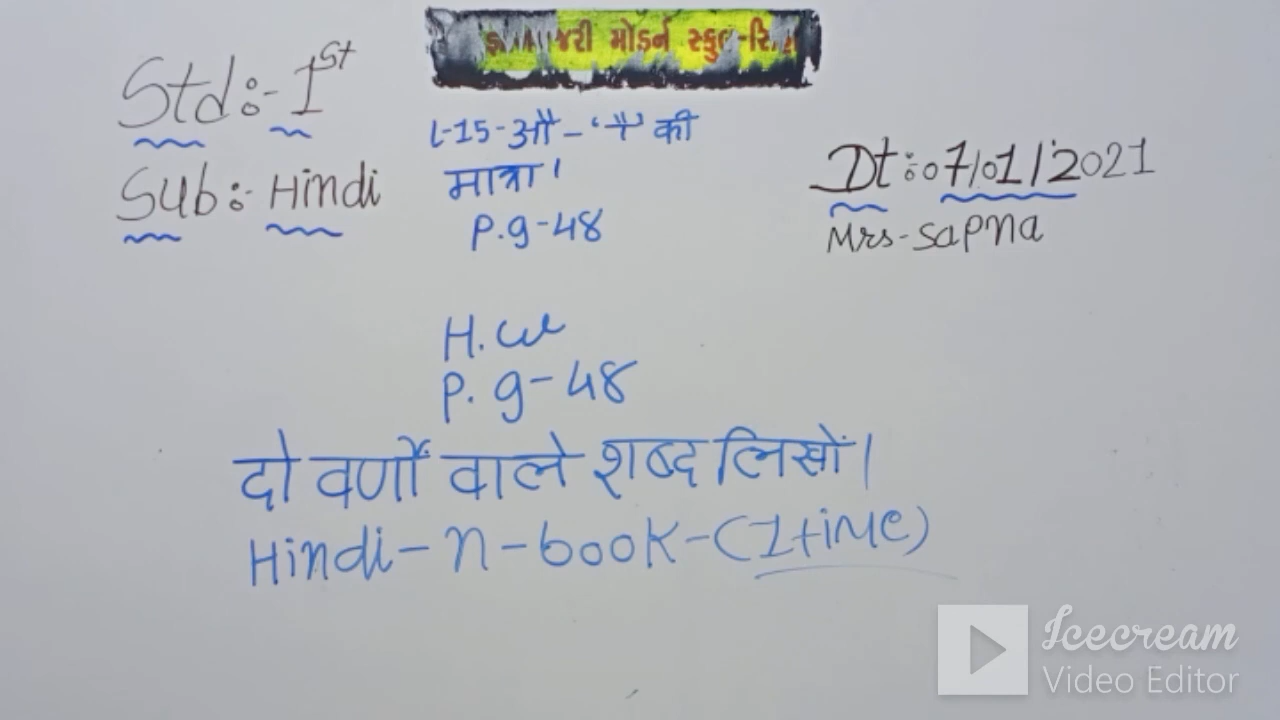 જરી મોડર્ન સ્કુલ
Std:- 1st
L-15-औ-'ौ' की
मात्रा।
P.g-48
Sub:- Hindi
Dt:07/01/2021
Mrs-Sapna
H.W
P.g-48
दो वर्णों वाले शब्द लिखों।
Hindi-n-book-(1time)
Icecream
Video Editor